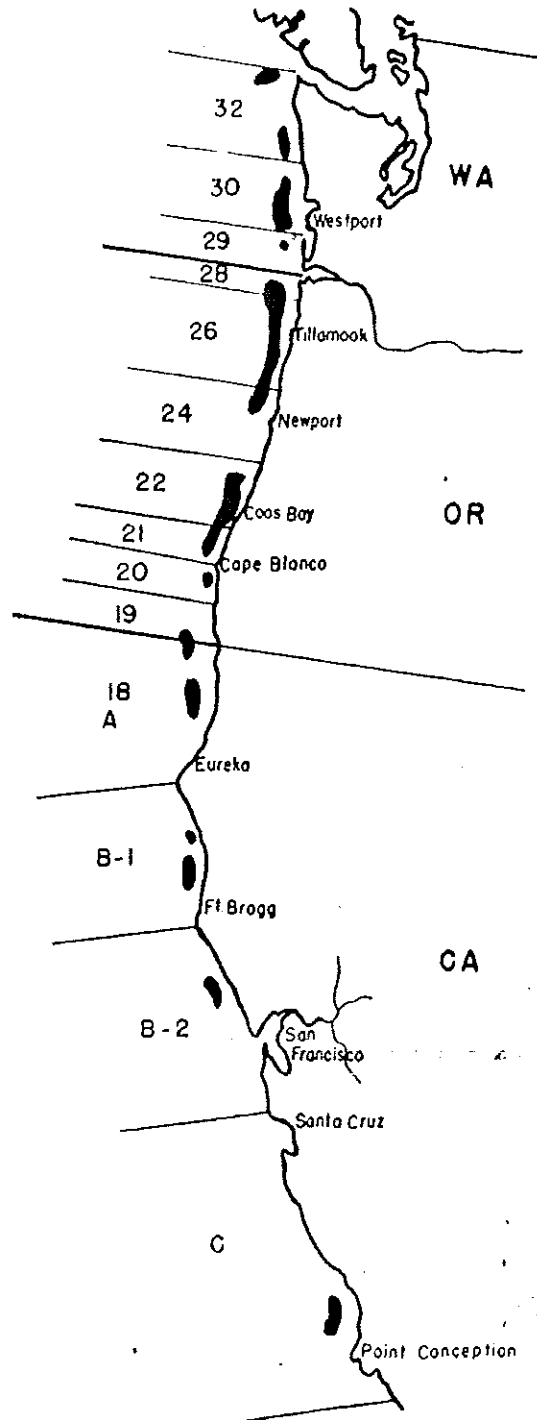 32
WA
30
Westport
29
28
26
Tillamook
24
Newport
22
Coos Bay
OR
21
Cape Blanco
20
19
18
A
Eureka
B-1
Ft. Bragg
CA
B-2
San
Francisco
Santa Cruz
C
Point Conception